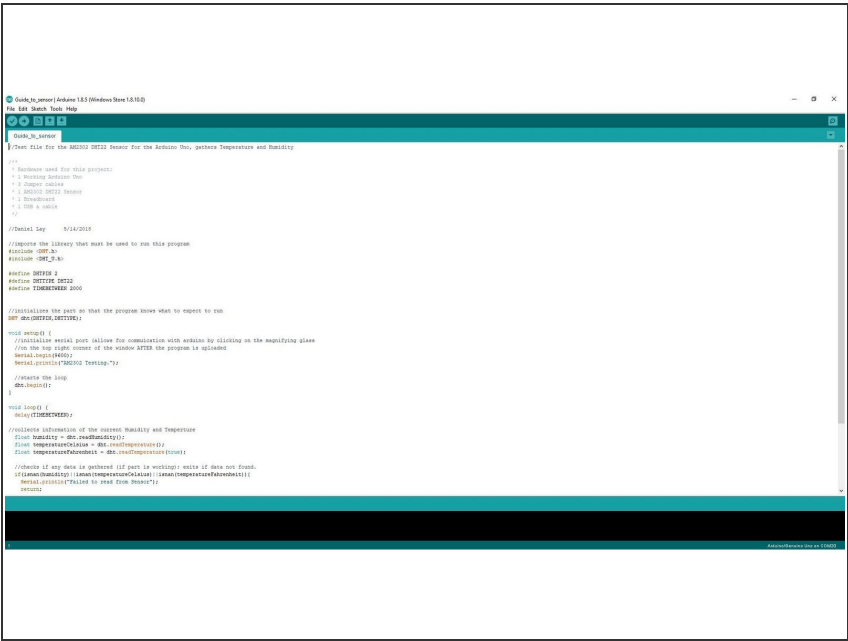 Guide_to_sensor | Arduino 1.8.5 (Windows Store 1.8.10.0)
File Edit Sketch Tools Help
Guide_to_sensor
//Test file for the AM2302 DHT22 Sensor for the Arduino Uno, gathers Temperature and Humidity
/**
* Hardware used for this project:
* 1 Working Arduino Uno
* 3 Jumper cables
* 1 AM2302 DHT22 Sensor
* 1 Breadboard
* 1 USB a cable
*/
//Daniel Ley 8/14/2018
//imports the library that must be used to run this program
#include <DHT.h>
#include <DHT_U.h>
#define DHTPIN 2
#define DHTTYPE DHT22
#define TIMEBETWEEN 2000
//initializes the part so that the program knows what to expect to run
DHT dht(DHTPIN,DHTTYPE);
void setup() {
//initialize serial port (allows for commuication with arduino by clicking on the magnifying glass
//on the top right corner of the window AFTER the program is uploaded
Serial.begin(9600);
Serial.println("AM2302 Testing.");
//starts the loop
dht.begin();
}
void loop() {
delay(TIMEBETWEEN);
//collects information of the current Humidity and Temperture
float humidity = dht.readHumidity();
float temperatureCelsius = dht.readTemperature();
float temperatureFahrenheit = dht.readTemperature(true);
//checks if any data is gathered (if part is working); exits if data not found.
if(isnan(humidity)||isnan(temperatureCelsius)||isnan(temperatureFahrenheit)){
Serial.println("Failed to read from Sensor");
return;
Arduino/Genuino Uno on